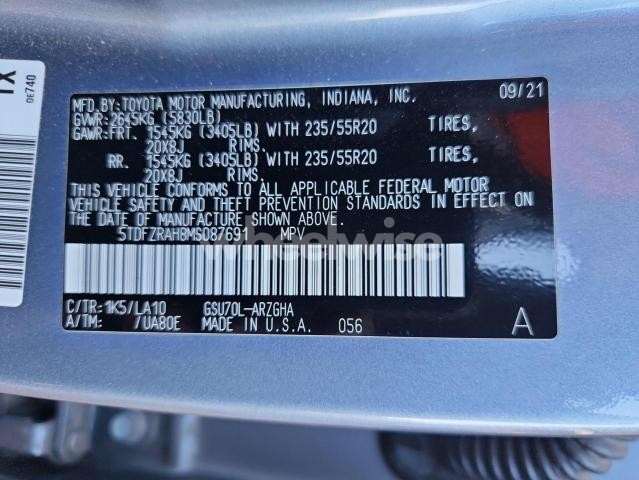 MFD.BY:TOYOTA MOTOR MANUFACTURING, INDIANA, INC. 09/21
GVWR:2645KG (5830LB)
GAWR:FRT. 1545KG (3405LB) WITH 235/55R20 TIRES,
20X8J RIMS.
RR. 1545KG (3405LB) WITH 235/55R20 TIRES,
20X8J RIMS.
THIS VEHICLE CONFORMS TO ALL APPLICABLE FEDERAL MOTOR
VEHICLE SAFETY AND THEFT PREVENTION STANDARDS IN EFFECT ON
THE DATE OF MANUFACTURE SHOWN ABOVE.
5TDFZRAH8MS087691 MPV
wheelwise
C/TR:1K5/LA10 GSU70L-ARZGHA
A/TM: /UA80E MADE IN U.S.A. 056 A
TX
0E740